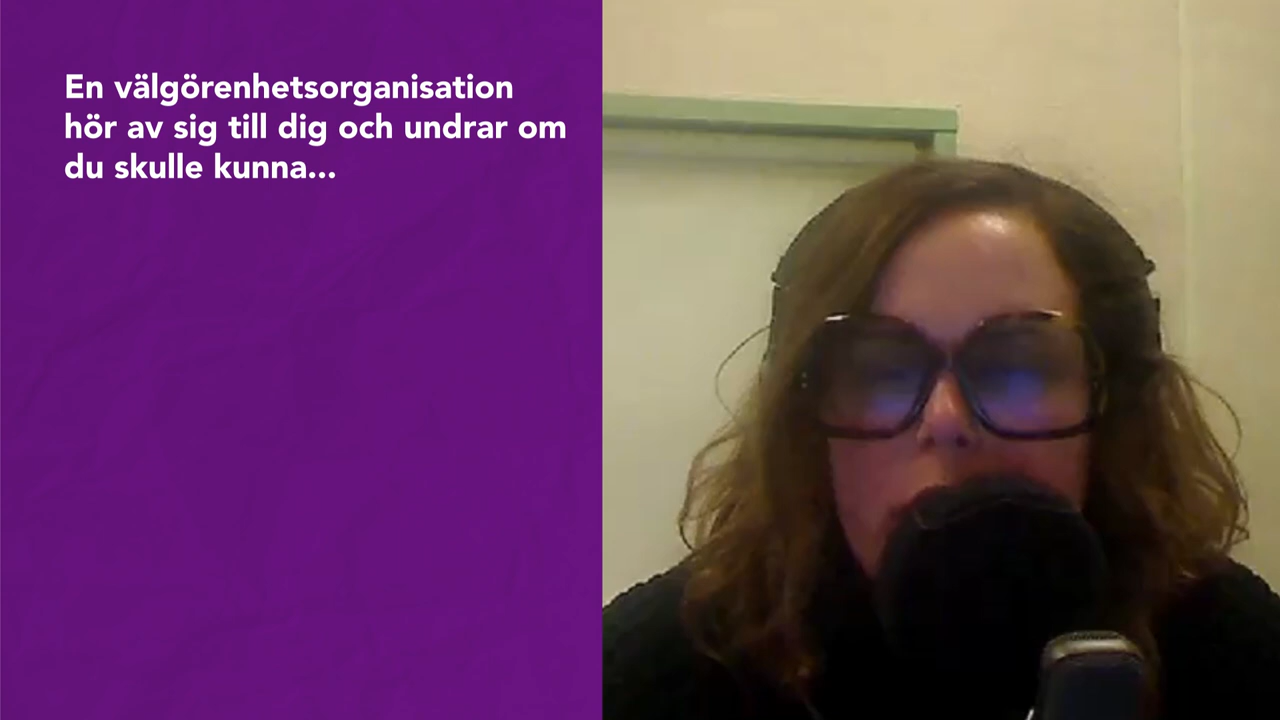 En välgörenhetsorganisation
hör av sig till dig och undrar om
du skulle kunna...